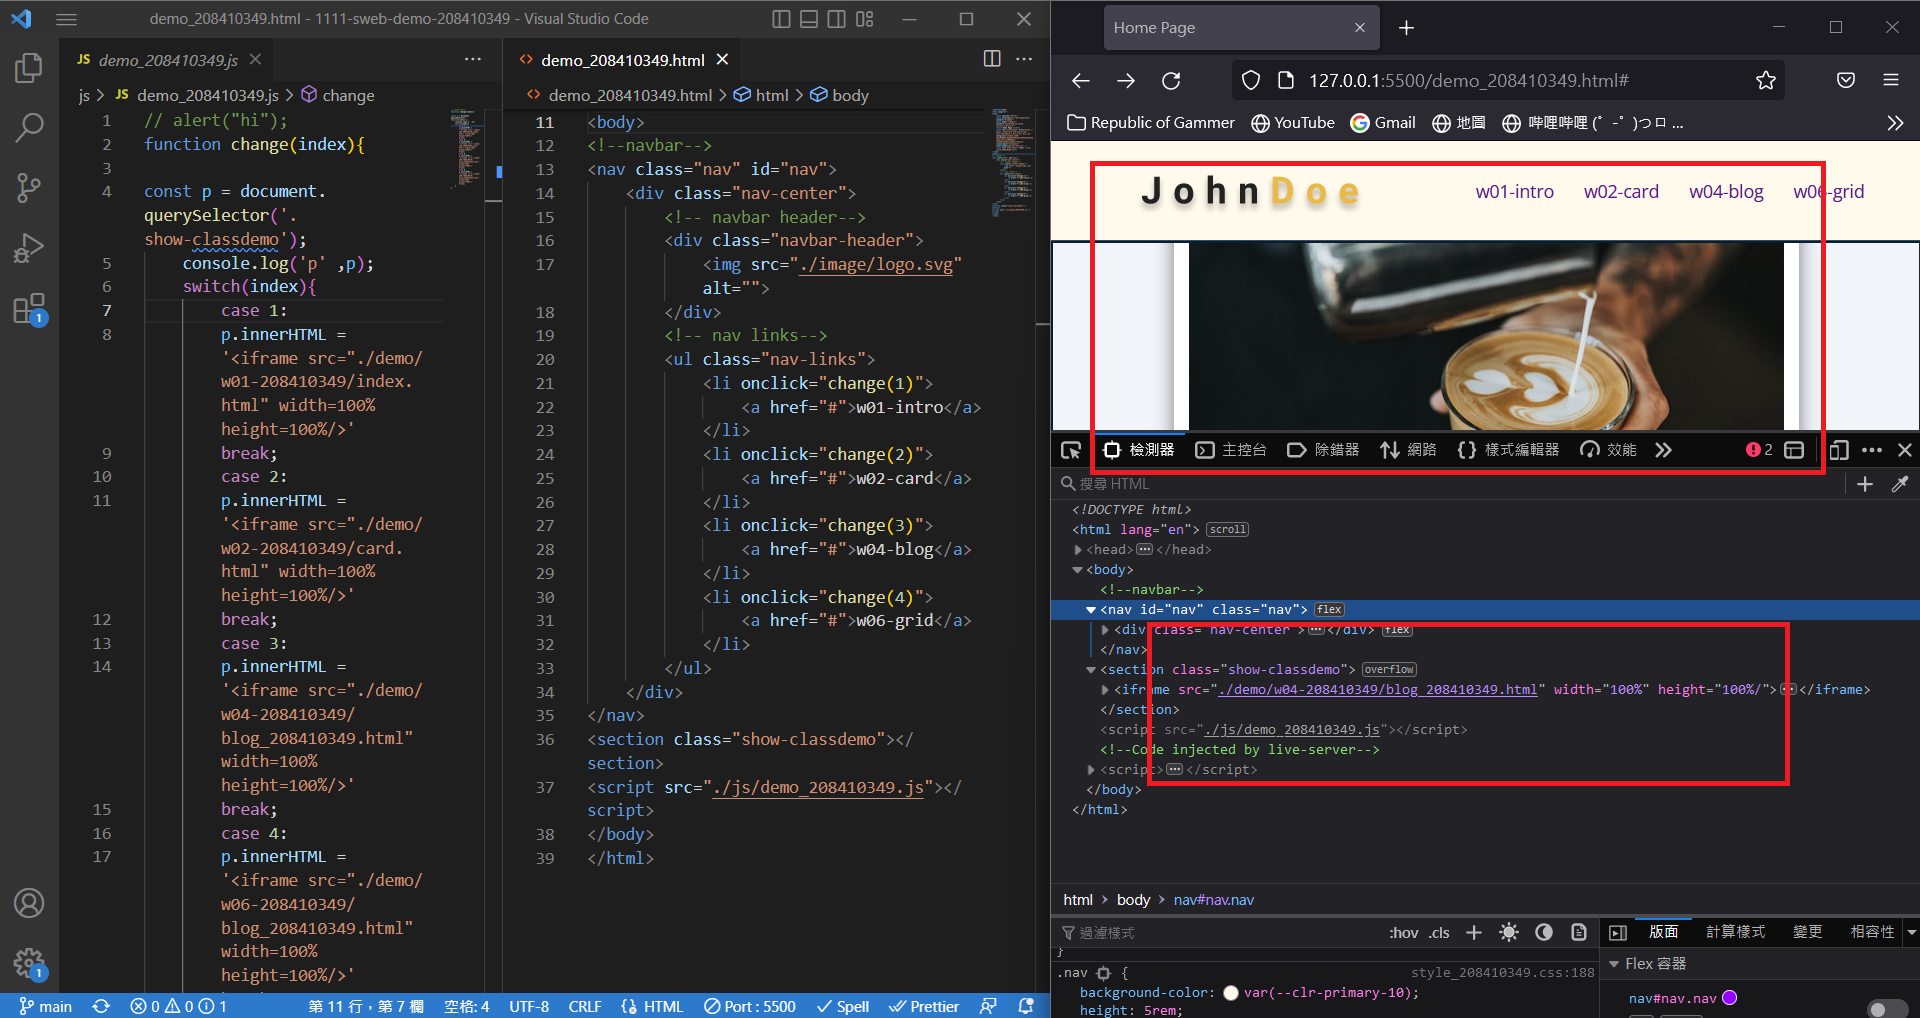 demo_208410349.html - 1111-sweb-demo-208410349 - Visual Studio Code
JS demo_208410349.js
js > JS demo_208410349.js > change
1 // alert("hi");
2 function change(index){
3
4 const p = document.
querySelector('.
show-classdemo');
5 console.log('p' ,p);
6 switch(index){
7 case 1:
8 p.innerHTML =
'<iframe src="./demo/
w01-208410349/index.
html" width=100%
height=100%/>'
9 break;
10 case 2:
11 p.innerHTML =
'<iframe src="./demo/
w02-208410349/card.
html" width=100%
height=100%/>'
12 break;
13 case 3:
14 p.innerHTML =
'<iframe src="./demo/
w04-208410349/
blog_208410349.html"
width=100%
height=100%/>'
15 break;
16 case 4:
17 p.innerHTML =
'<iframe src="./demo/
w06-208410349/
blog_208410349.html"
width=100%
height=100%/>'
demo_208410349.html
demo_208410349.html > html > body
11 <body>
12 <!--navbar-->
13 <nav class="nav" id="nav">
14 <div class="nav-center">
15 <!-- navbar header-->
16 <div class="navbar-header">
17 <img src="./image/logo.svg"
alt="">
18 </div>
19 <!-- nav links-->
20 <ul class="nav-links">
21 <li onclick="change(1)">
22 <a href="#">w01-intro</a>
23 </li>
24 <li onclick="change(2)">
25 <a href="#">w02-card</a>
26 </li>
27 <li onclick="change(3)">
28 <a href="#">w04-blog</a>
29 </li>
30 <li onclick="change(4)">
31 <a href="#">w06-grid</a>
32 </li>
33 </ul>
34 </div>
35 </nav>
36 <section class="show-classdemo"></
section>
37 <script src="./js/demo_208410349.js"></
script>
38 </body>
39 </html>
1
1
main 0 0 1 第 11 行，第 7 欄 空格: 4 UTF-8 CRLF {} HTML Port : 5500 Spell Prettier
Home Page
127.0.0.1:5500/demo_208410349.html#
Republic of Gammer YouTube Gmail 地圖 哔哩哔哩 (゜-゜)つロ ...
JohnDoe w01-intro w02-card w04-blog w06-grid
檢測器 主控台 除錯器 網路 {} 樣式編輯器 效能 2
搜尋 HTML
<!DOCTYPE html>
<html lang="en"> scroll
<head> ... </head>
<body>
<!--navbar-->
<nav id="nav" class="nav"> flex
<div class="nav-center"> ... </div> flex
</nav>
<section class="show-classdemo"> overflow
<iframe src="./demo/w04-208410349/blog_208410349.html" width="100%" height="100%/"> ... </iframe>
</section>
<script src="./js/demo_208410349.js"></script>
<!--Code injected by live-server-->
<script> ... </script>
</body>
</html>
html > body > nav#nav.nav
過濾樣式 :hov .cls +
版面 計算樣式 變更 相容性
}
.nav { style_208410349.css:188
background-color: var(--clr-primary-10);
height: 5rem;
Flex 容器
nav#nav.nav